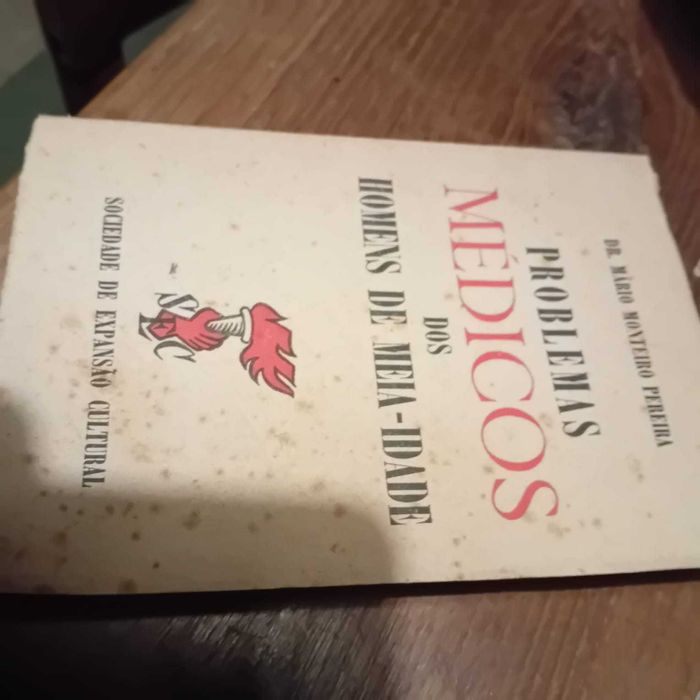 DR. MÁRIO MONTEIRO PEREIRA
PROBLEMAS
MÉDICOS
DOS
HOMENS DE MEIA-IDADE
SEC
SOCIEDADE DE EXPANSÃO CULTURAL